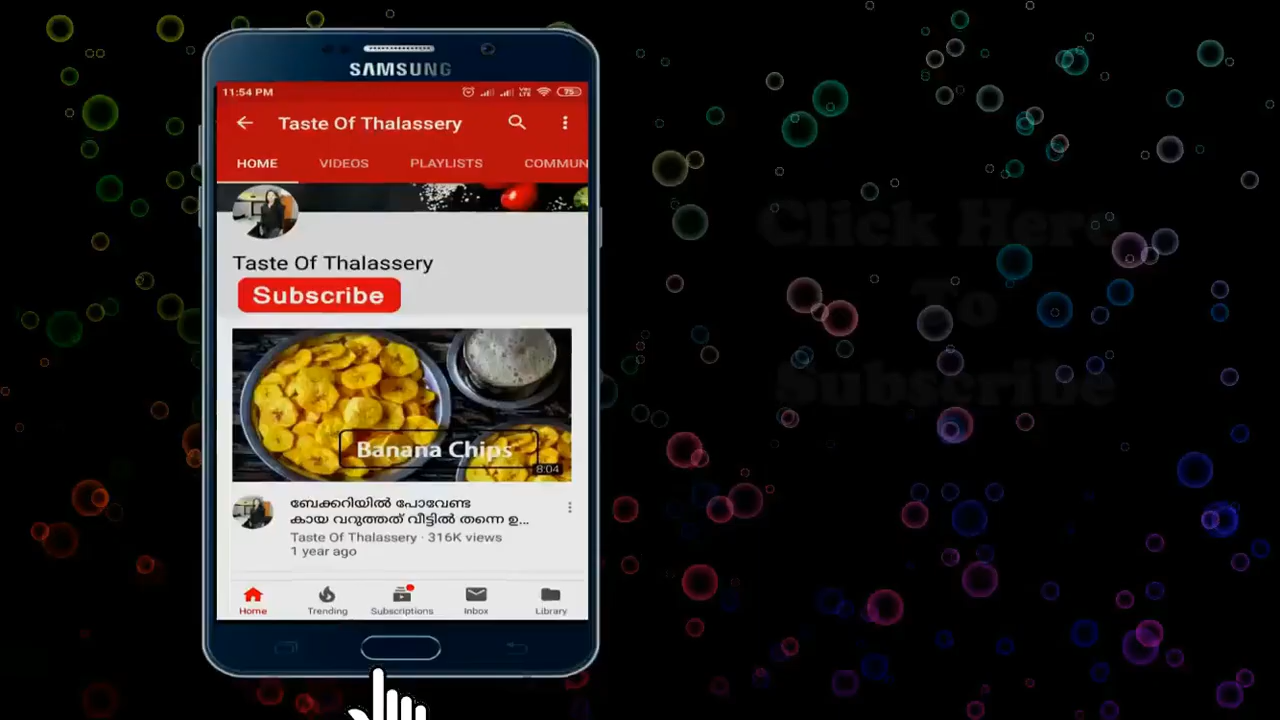 SAMSUNG
11:54 PM
VoLTE
75
Taste Of Thalassery
HOME VIDEOS PLAYLISTS COMMUN
Taste Of Thalassery
Subscribe
Banana Chips
8:04
ബേക്കറിയിൽ പോവേണ്ട
കായ വറുത്തത് വീട്ടിൽ തന്നെ ഉ...
Taste Of Thalassery · 316K views
1 year ago
Home Trending Subscriptions Inbox Library
Click Here
To
Subscribe